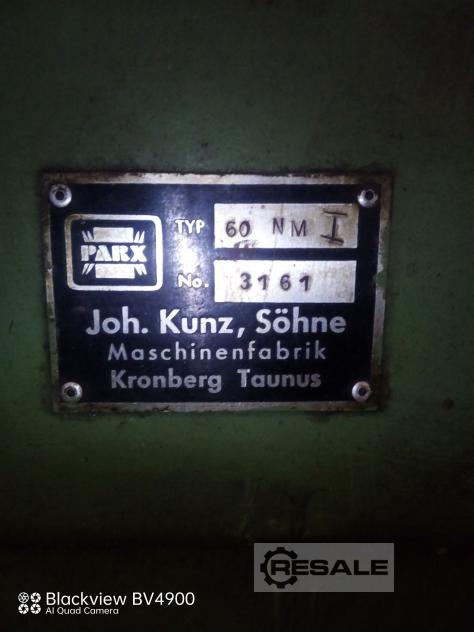 PARX
TYP 60 NM I
No. 3161
Joh. Kunz, Söhne
Maschinenfabrik
Kronberg Taunus
RESALE
Blackview BV4900
AI Quad Camera